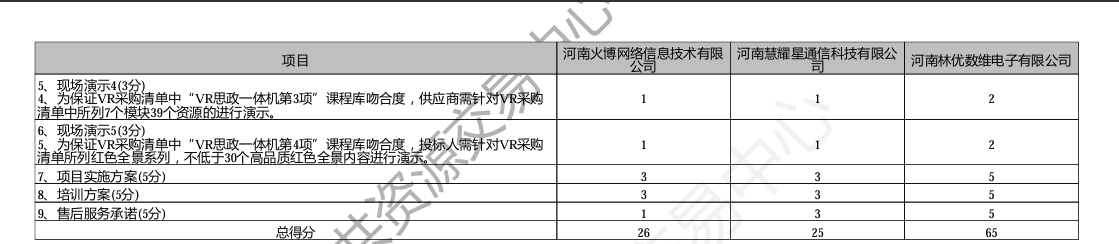 项目
河南火博网络信息技术有限
公司
河南慧耀星通信科技有限公
司
河南林优数维电子有限公司
5、现场演示4(3分)
4、为保证VR采购清单中“VR思政一体机第3项”课程库吻合度，供应商需针对VR采购
清单中所列7个模块39个资源的进行演示。
1
1
2
6、现场演示5(3分)
5、为保证VR采购清单中“VR思政一体机第4项”课程库吻合度，投标人需针对VR采购
清单所列红色全景系列，不低于30个高品质红色全景内容进行演示。
1
1
2
7、项目实施方案(5分)
3
3
5
8、培训方案(5分)
3
3
5
9、售后服务承诺(5分)
1
3
5
总得分
26
25
65
共资源交易中心
易中心